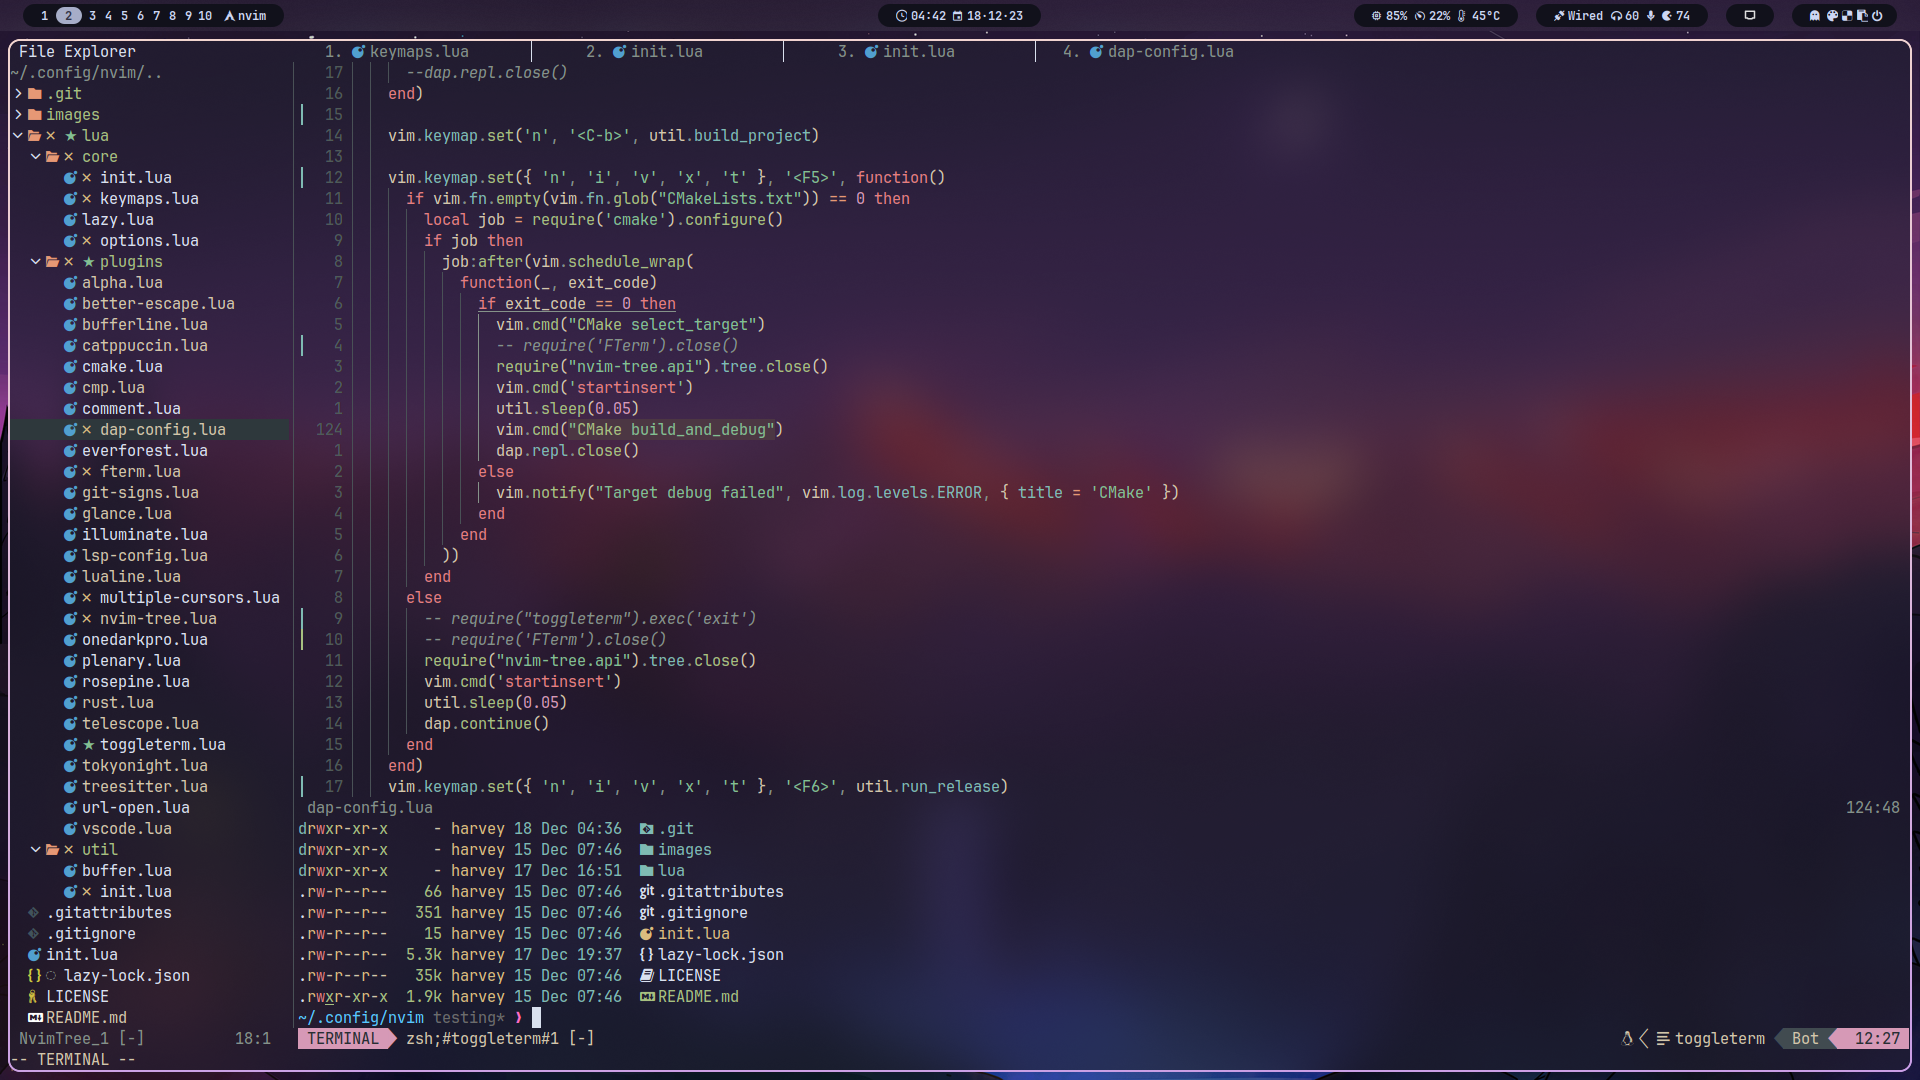 1 2 3 4 5 6 7 8 9 10 nvim
04:42 18·12·23
85% 22% 45°C
Wired 60 74
File Explorer
~/.config/nvim/..
.git
images
lua
core
init.lua
keymaps.lua
lazy.lua
options.lua
plugins
alpha.lua
better-escape.lua
bufferline.lua
catppuccin.lua
cmake.lua
cmp.lua
comment.lua
dap-config.lua
everforest.lua
fterm.lua
git-signs.lua
glance.lua
illuminate.lua
lsp-config.lua
lualine.lua
multiple-cursors.lua
nvim-tree.lua
onedarkpro.lua
plenary.lua
rosepine.lua
rust.lua
telescope.lua
toggleterm.lua
tokyonight.lua
treesitter.lua
url-open.lua
vscode.lua
util
buffer.lua
init.lua
.gitattributes
.gitignore
init.lua
lazy-lock.json
LICENSE
README.md
NvimTree_1 [-] 18:1
1. keymaps.lua 2. init.lua 3. init.lua 4. dap-config.lua
17 --dap.repl.close()
16 end)
15
14 vim.keymap.set('n', '<C-b>', util.build_project)
13
12 vim.keymap.set({ 'n', 'i', 'v', 'x', 't' }, '<F5>', function()
11 if vim.fn.empty(vim.fn.glob("CMakeLists.txt")) == 0 then
10 local job = require('cmake').configure()
9 if job then
8 job:after(vim.schedule_wrap(
7 function(_, exit_code)
6 if exit_code == 0 then
5 vim.cmd("CMake select_target")
4 -- require('FTerm').close()
3 require("nvim-tree.api").tree.close()
2 vim.cmd('startinsert')
1 util.sleep(0.05)
124 vim.cmd("CMake build_and_debug")
1 dap.repl.close()
2 else
3 vim.notify("Target debug failed", vim.log.levels.ERROR, { title = 'CMake' })
4 end
5 end
6 ))
7 end
8 else
9 -- require("toggleterm").exec('exit')
10 -- require('FTerm').close()
11 require("nvim-tree.api").tree.close()
12 vim.cmd('startinsert')
13 util.sleep(0.05)
14 dap.continue()
15 end
16 end)
17 vim.keymap.set({ 'n', 'i', 'v', 'x', 't' }, '<F6>', util.run_release)
dap-config.lua 124:48
drwxr-xr-x - harvey 18 Dec 04:36 .git
drwxr-xr-x - harvey 15 Dec 07:46 images
drwxr-xr-x - harvey 17 Dec 16:51 lua
.rw-r--r-- 66 harvey 15 Dec 07:46 git .gitattributes
.rw-r--r-- 351 harvey 15 Dec 07:46 git .gitignore
.rw-r--r-- 15 harvey 15 Dec 07:46 init.lua
.rw-r--r-- 5.3k harvey 17 Dec 19:37 {} lazy-lock.json
.rw-r--r-- 35k harvey 15 Dec 07:46 LICENSE
.rwxr-xr-x 1.9k harvey 15 Dec 07:46 README.md
~/.config/nvim testing* ❯
TERMINAL zsh;#toggleterm#1 [-] toggleterm Bot 12:27
-- TERMINAL --